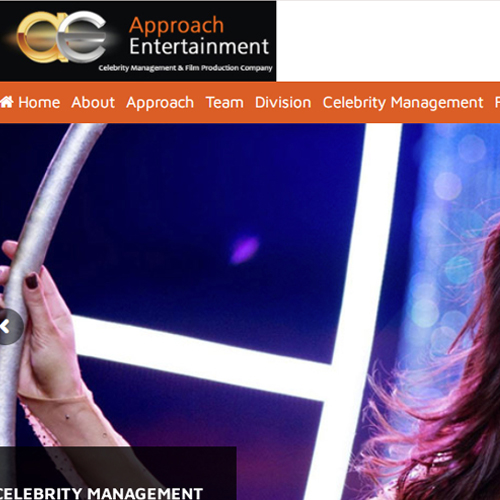 ae
Approach
Entertainment
Celebrity Management & Film Production Company
Home About Approach Team Division Celebrity Management F
CELEBRITY MANAGEMENT